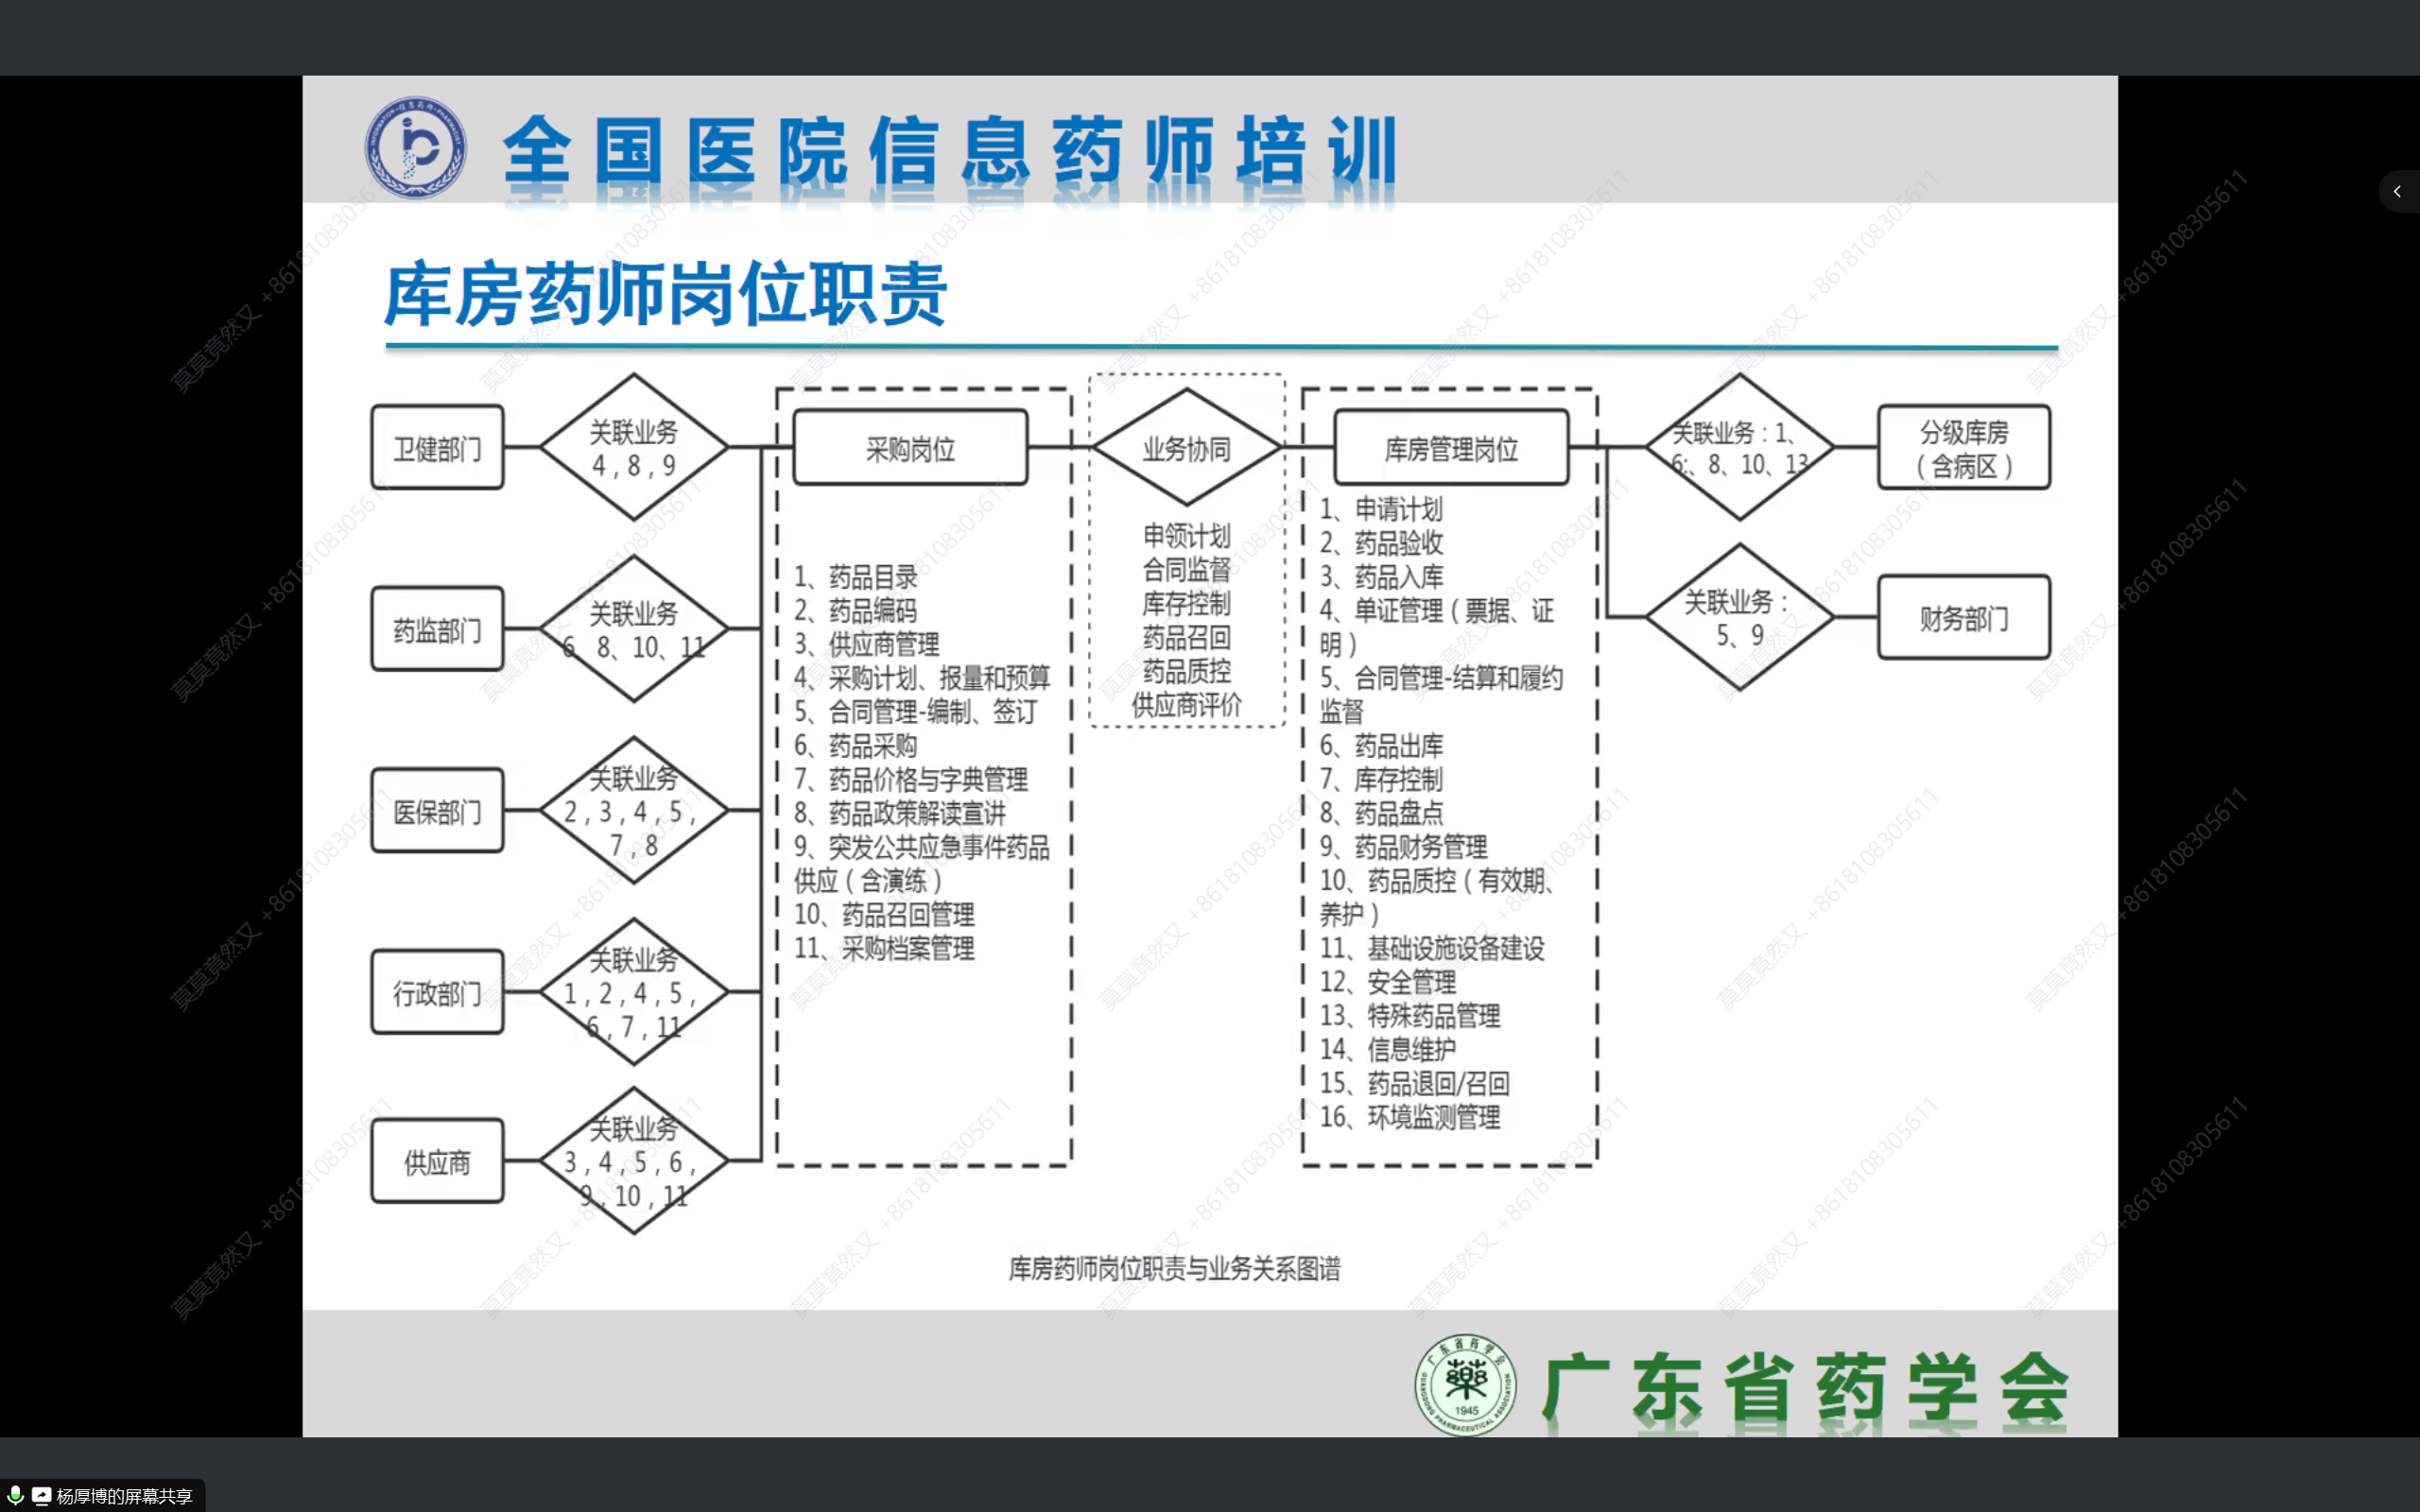 全国医院信息药师培训
库房药师岗位职责
卫健部门
关联业务
4，8，9
药监部门
关联业务
6、8、10、11
医保部门
关联业务
2，3，4，5，
7，8
行政部门
关联业务
1，2，4，5，
6，7，11
供应商
关联业务
3，4，5，6，
9，10，11
采购岗位
1、药品目录
2、药品编码
3、供应商管理
4、采购计划、报量和预算
5、合同管理-编制、签订
6、药品采购
7、药品价格与字典管理
8、药品政策解读宣讲
9、突发公共应急事件药品
供应（含演练）
10、药品召回管理
11、采购档案管理
业务协同
申领计划
合同监督
库存控制
药品召回
药品质控
供应商评价
库房管理岗位
1、申请计划
2、药品验收
3、药品入库
4、单证管理（票据、证
明）
5、合同管理-结算和履约
监督
6、药品出库
7、库存控制
8、药品盘点
9、药品财务管理
10、药品质控（有效期、
养护）
11、基础设施设备建设
12、安全管理
13、特殊药品管理
14、信息维护
15、药品退回/召回
16、环境监测管理
关联业务：1、
6:、8、10、13
分级库房
（含病区）
关联业务：
5、9
财务部门
库房药师岗位职责与业务关系图谱
广东省药学会
GUANGDONG PHARMACEUTICAL ASSOCIATION
1945
广东省药学会
莫莫竟然又 +8618108305611
杨厚博的屏幕共享